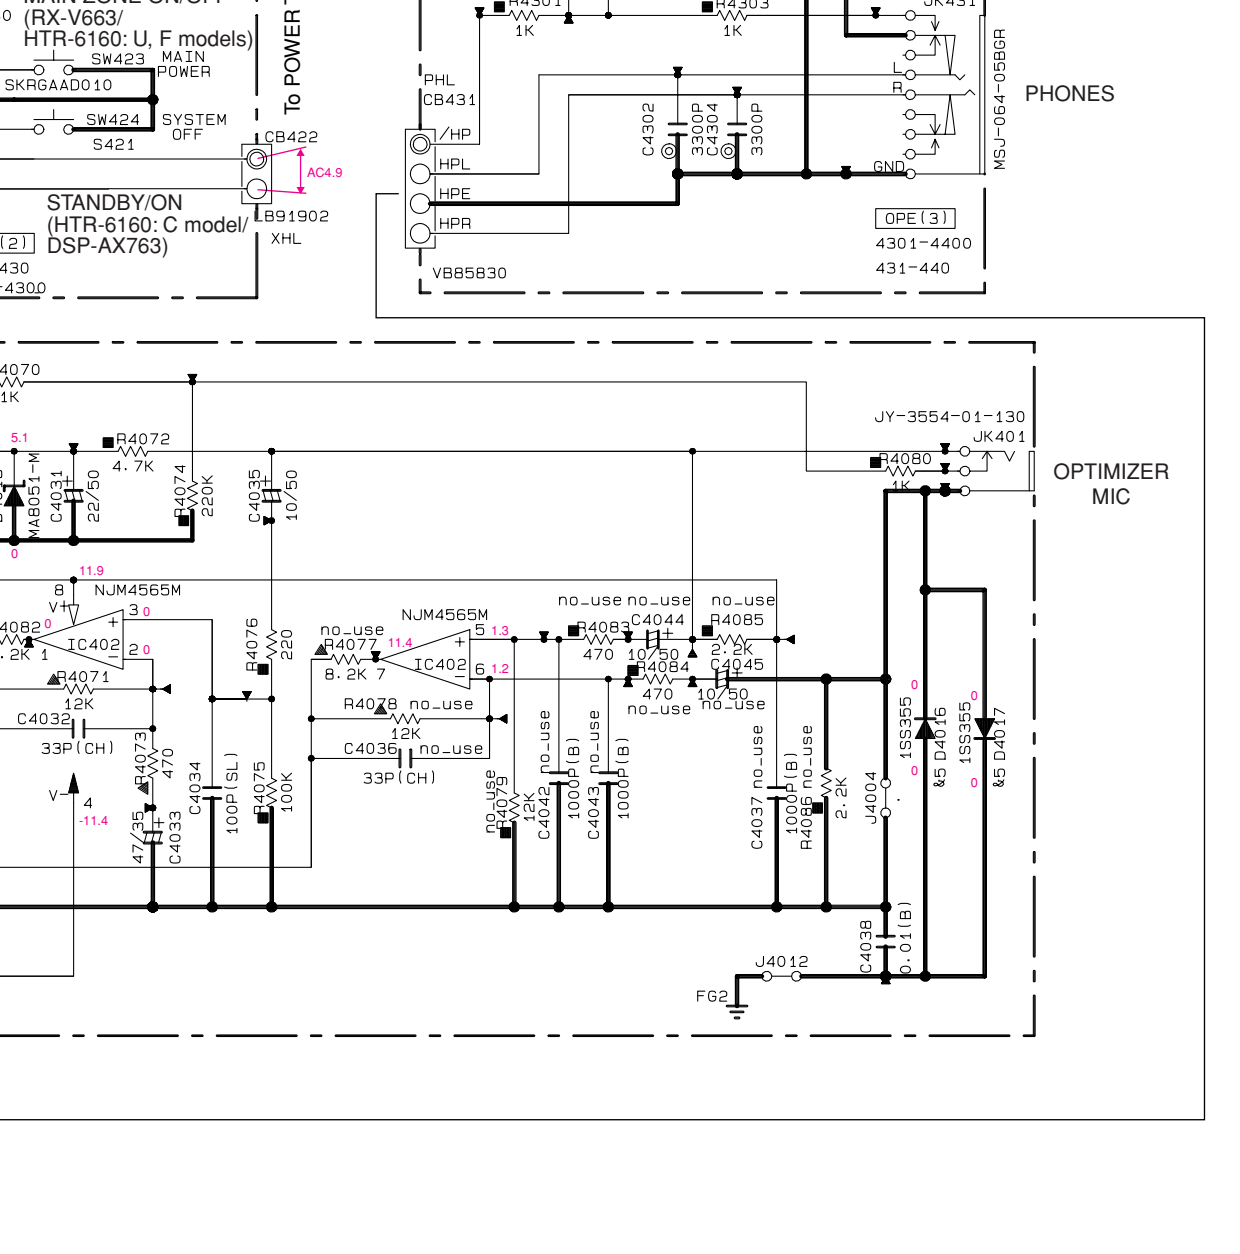 (RX-V663/
HTR-6160: U, F models)
SW423
MAIN
POWER
SKRGAAD010
SW424
SYSTEM
OFF
S421
CB422
AC4.9
STANDBY/ON
(HTR-6160: C model/
DSP-AX763)
LB91902
XHL
(2)
430
-4300
To POWER
R4301
1K
R4303
1K
JK431
PHL
CB431
/HP
HPL
HPE
HPR
VB85830
C4302
3300P
C4304
3300P
L
R
GND
MSJ-064-05BGR
PHONES
OPE(3)
4301-4400
431-440
4070
1K
5.1
R4072
4.7K
MA8051-M
C4031
22/50
R4074
220K
C4035
10/50
0
JY-3554-01-130
JK401
R4080
1K
OPTIMIZER
MIC
11.9
8
NJM4565M
V+
3
0
4082
0
.2K
1
IC402
2
0
R4071
12K
C4032
33P(CH)
R4073
470
V-
4
-11.4
47/35
C4033
C4034
100P(SL)
R4076
220
R4075
100K
no_use
R4077
8.2K
11.4
7
NJM4565M
IC402
5
1.3
6
1.2
R4078
no_use
12K
C4036
no_use
33P(CH)
no_use
R4079
12K
C4042
no_use
1000P(B)
C4043
no_use
1000P(B)
no_use
R4083
470
no_use
C4044
10/50
no_use
R4085
2.2K
R4084
470
no_use
C4045
10/50
no_use
C4037
no_use
1000P(B)
R4086
2.2K
J4004
0
1SS355
0
&5 D4016
0
1SS355
0
&5 D4017
C4038
0.01(B)
J4012
FG2